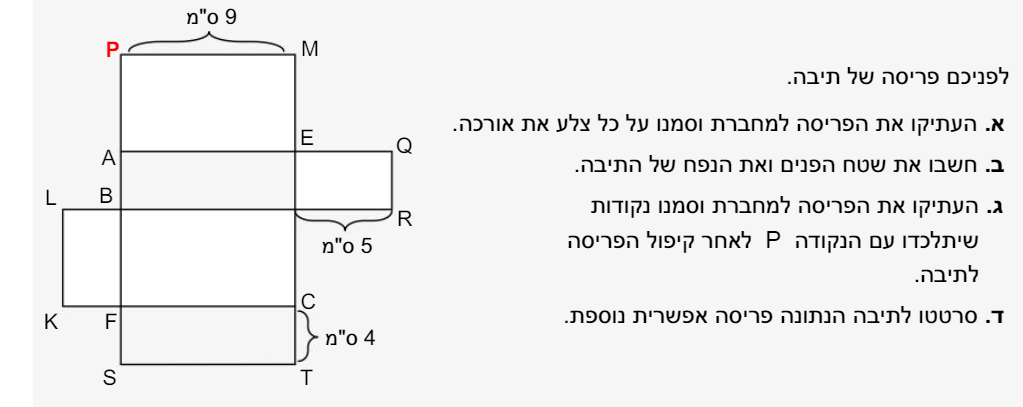 לפניכם פריסה של תיבה.
א. העתיקו את הפריסה למחברת וסמנו על כל צלע את אורכה.
ב. חשבו את שטח הפנים ואת הנפח של התיבה.
ג. העתיקו את הפריסה למחברת וסמנו נקודות
שיתלכדו עם הנקודה P לאחר קיפול הפריסה
לתיבה.
ד. סרטטו לתיבה הנתונה פריסה אפשרית נוספת.
9 ס"מ
P M
A E Q
L B R
5 ס"מ
K F C
4 ס"מ
S T